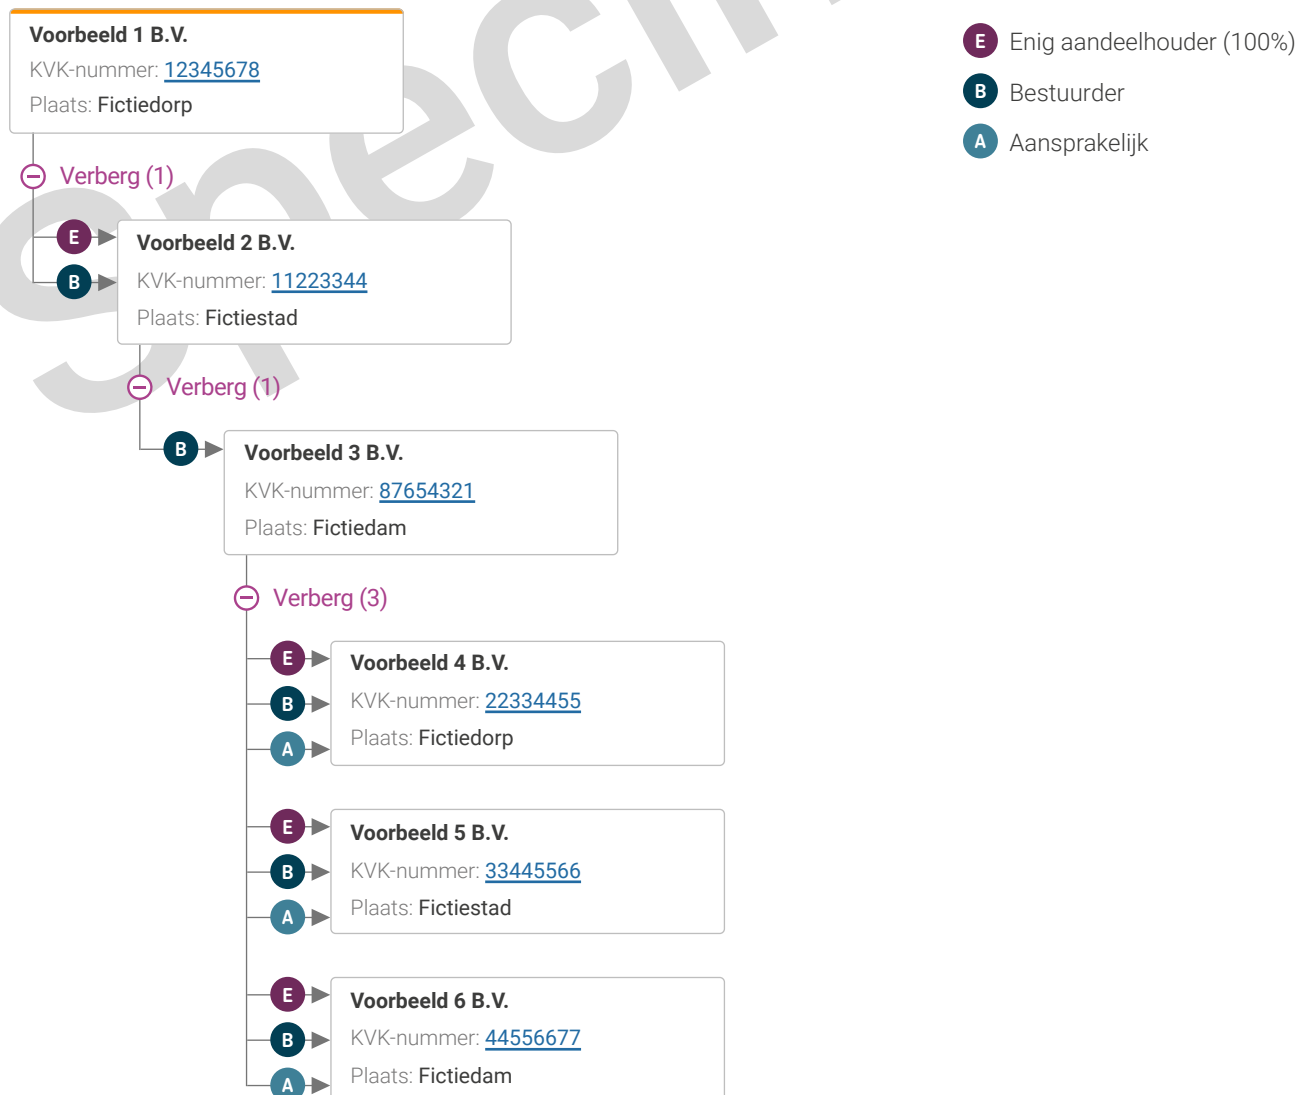 Voorbeeld 1 B.V.
KVK-nummer: 12345678
Plaats: Fictiedorp
Verberg (1)
E
B
Voorbeeld 2 B.V.
KVK-nummer: 11223344
Plaats: Fictiestad
Verberg (1)
B
Voorbeeld 3 B.V.
KVK-nummer: 87654321
Plaats: Fictiedam
Verberg (3)
E
B
A
Voorbeeld 4 B.V.
KVK-nummer: 22334455
Plaats: Fictiedorp
E
B
A
Voorbeeld 5 B.V.
KVK-nummer: 33445566
Plaats: Fictiestad
E
B
A
Voorbeeld 6 B.V.
KVK-nummer: 44556677
Plaats: Fictiedam
E Enig aandeelhouder (100%)
B Bestuurder
A Aansprakelijk